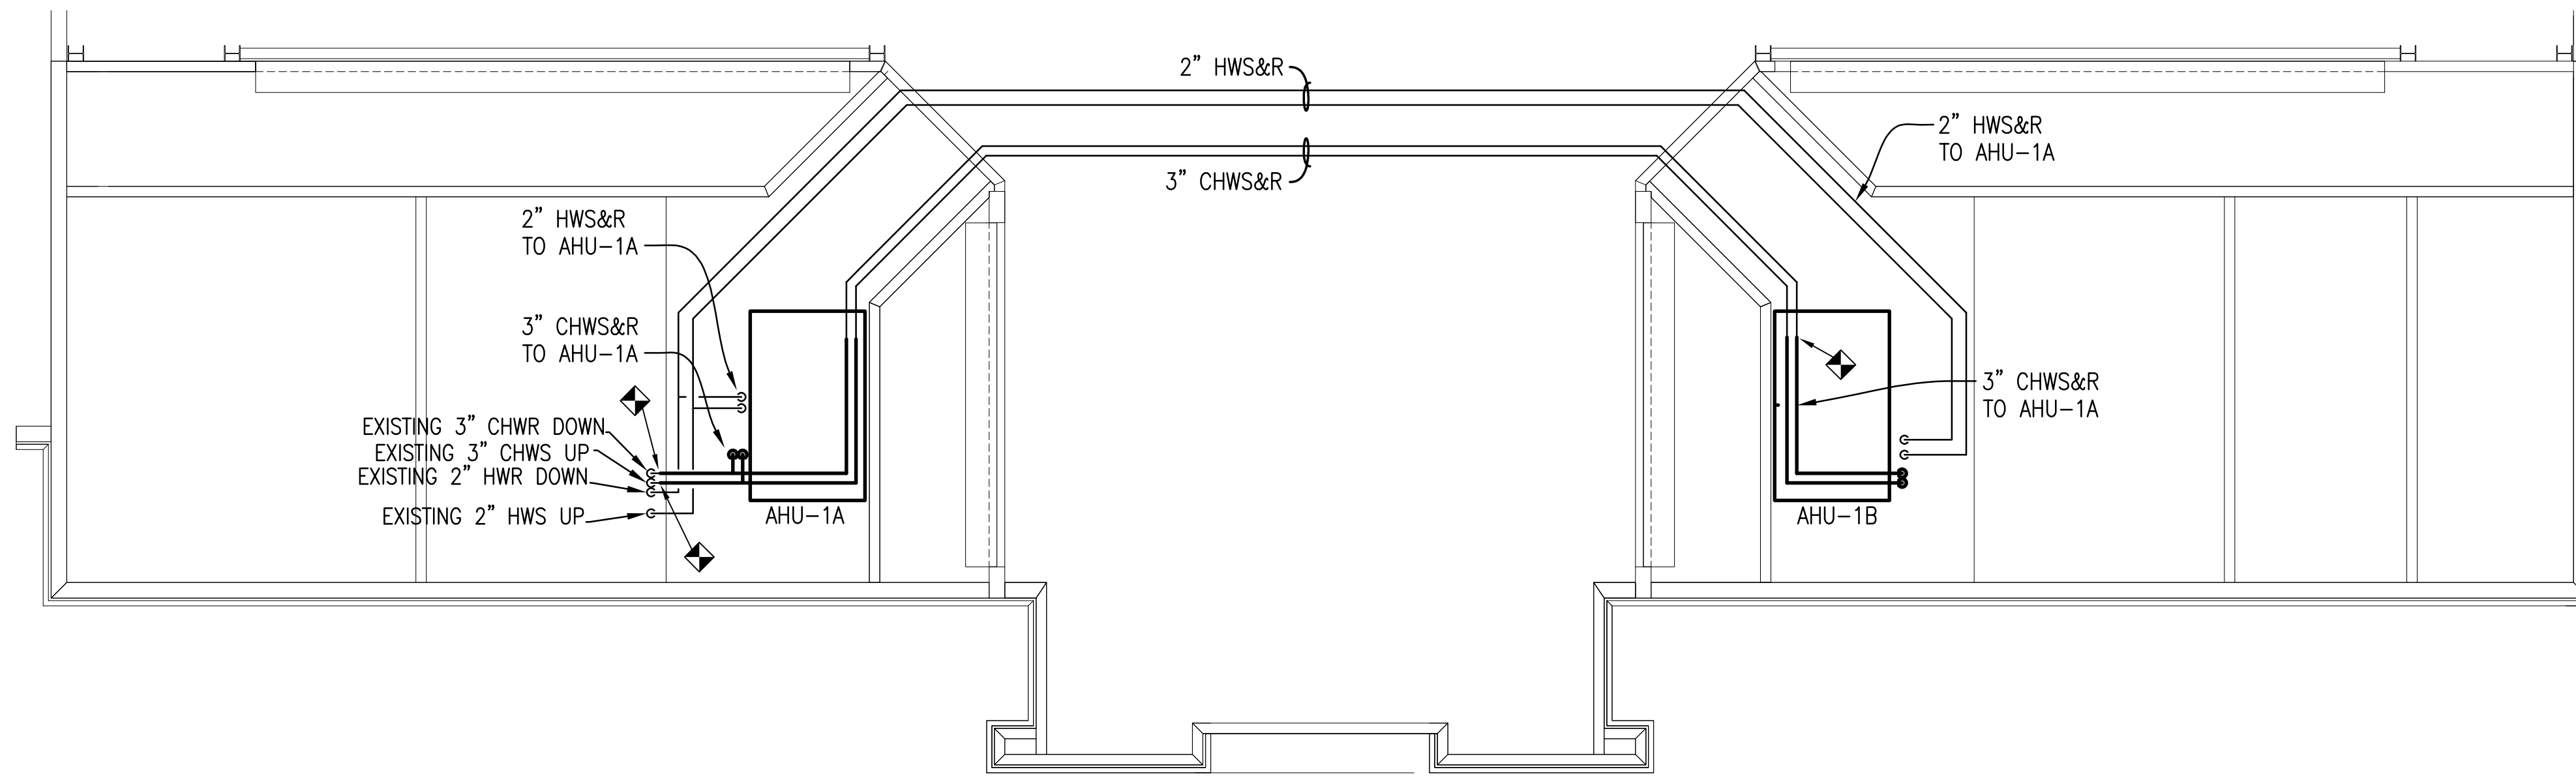 2” HWS&R
3” CHWS&R
2” HWS&R
TO AHU-1A
2” HWS&R
TO AHU-1A
3” CHWS&R
TO AHU-1A
EXISTING 3” CHWR DOWN
EXISTING 3” CHWS UP
EXISTING 2” HWR DOWN
EXISTING 2” HWS UP
AHU-1A
3” CHWS&R
TO AHU-1A
AHU-1B